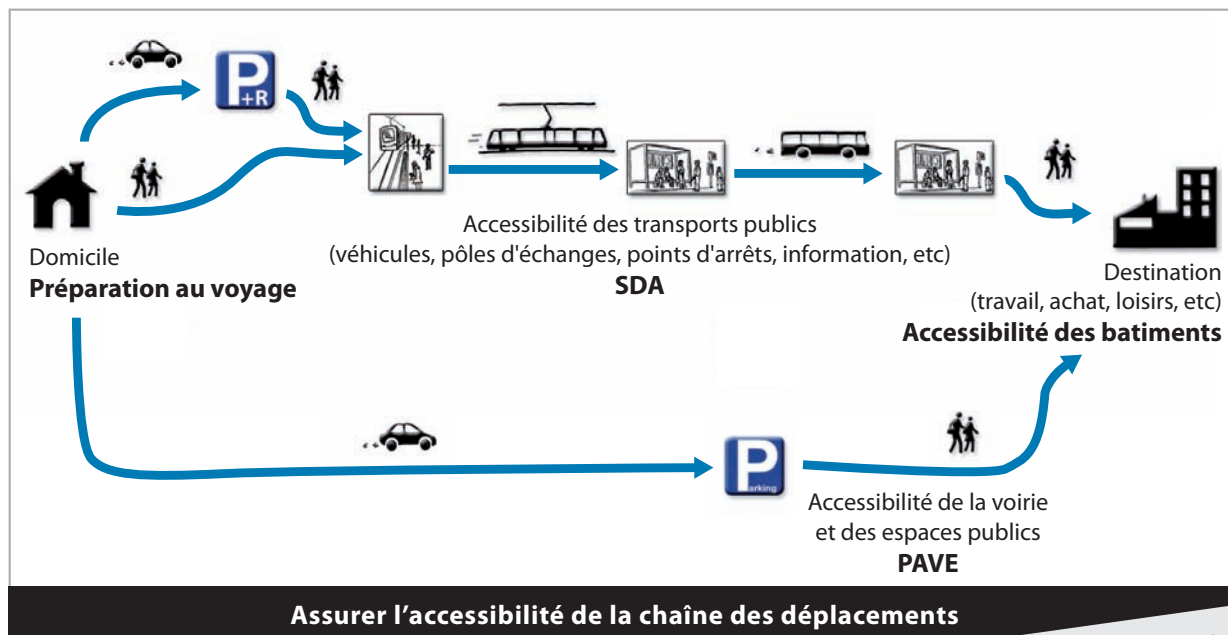 P
+R
Accessibilité des transports publics
(véhicules, pôles d'échanges, points d'arrêts, information, etc)
SDA
Domicile
Préparation au voyage
Destination
(travail, achat, loisirs, etc)
Accessibilité des batiments
Parking
Accessibilité de la voirie
et des espaces publics
PAVE
Assurer l'accessibilité de la chaîne des déplacements